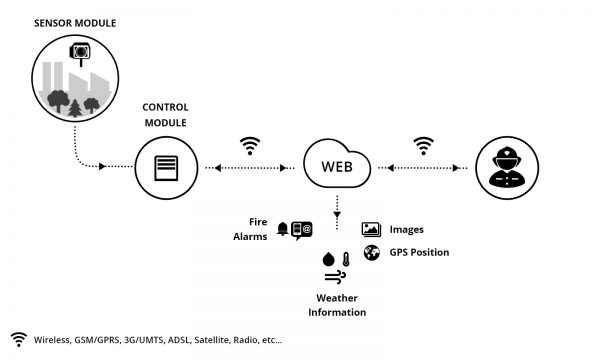 SENSOR MODULE
CONTROL
MODULE
WEB
Fire
Alarms
@
Images
GPS Position
Weather
Information
Wireless, GSM/GPRS, 3G/UMTS, ADSL, Satellite, Radio, etc...